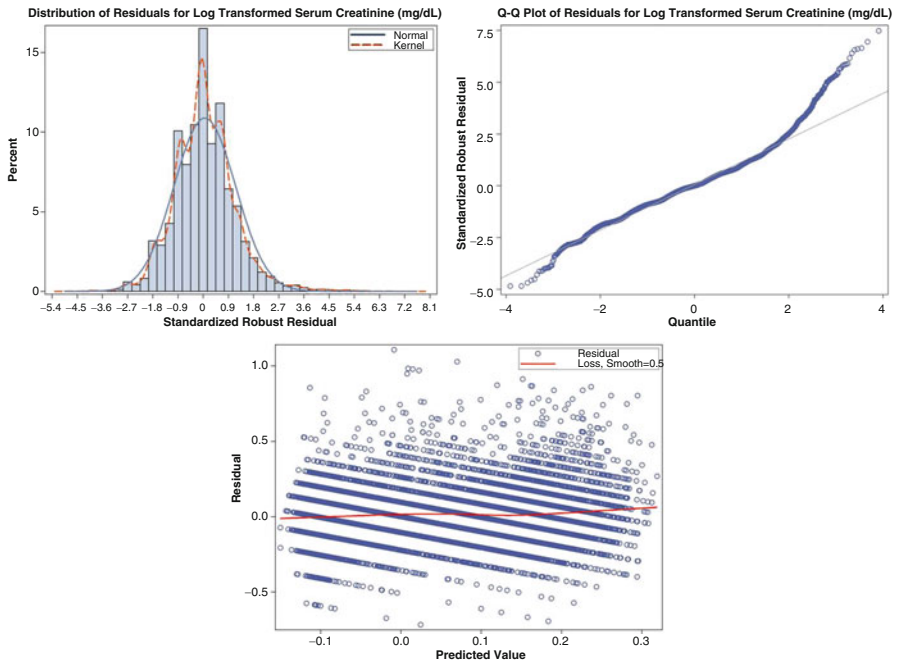 Distribution of Residuals for Log Transformed Serum Creatinine (mg/dL)
Normal
Kernel
15
10
5
0
Percent
−5.4 −4.5 −3.6 −2.7 −1.8 −0.9 0 0.9 1.8 2.7 3.6 4.5 5.4 6.3 7.2 8.1
Standardized Robust Residual
Q-Q Plot of Residuals for Log Transformed Serum Creatinine (mg/dL)
7.5
5.0
2.5
0.0
−2.5
−5.0
Standardized Robust Residual
−4 −2 0 2 4
Quantile
Residual
Loss, Smooth=0.5
1.0
0.5
0.0
−0.5
Residual
−0.1 0.0 0.1 0.2 0.3
Predicted Value